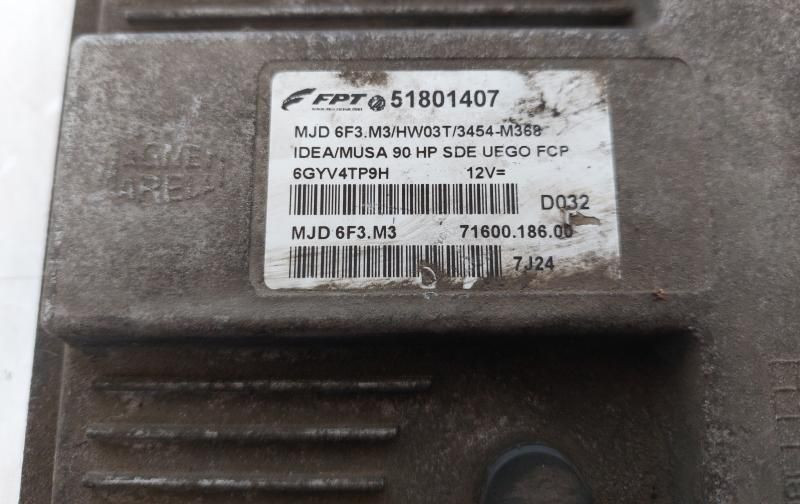 FPT 51801407
MJD 6F3.M3/HW03T/3454-M368
IDEA/MUSA 90 HP SDE UEGO FCP
6GYV4TP9H 12V=
D032
MJD 6F3.M3 71600.186.00
7J24